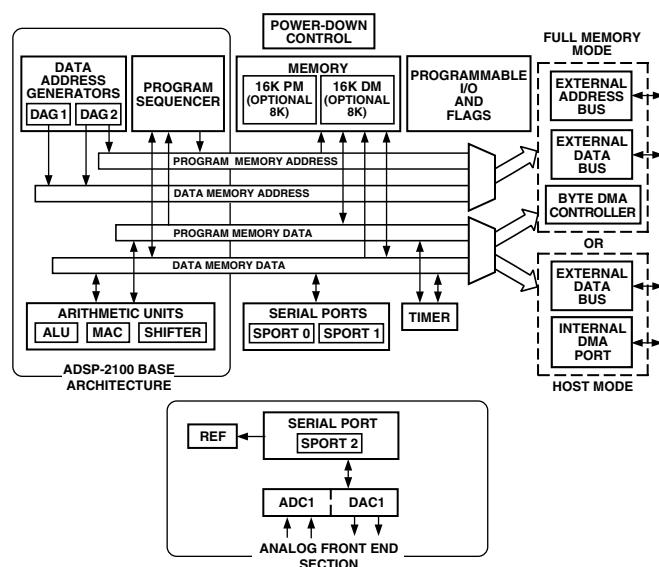 POWER-DOWN
CONTROL
DATA
ADDRESS
GENERATORS
DAG 1
DAG 2
PROGRAM
SEQUENCER
MEMORY
16K PM
(OPTIONAL
8K)
16K DM
(OPTIONAL
8K)
PROGRAMMABLE
I/O
AND
FLAGS
FULL MEMORY
MODE
EXTERNAL
ADDRESS
BUS
EXTERNAL
DATA
BUS
BYTE DMA
CONTROLLER
OR
EXTERNAL
DATA
BUS
INTERNAL
DMA
PORT
HOST MODE
PROGRAM MEMORY ADDRESS
DATA MEMORY ADDRESS
PROGRAM MEMORY DATA
DATA MEMORY DATA
ARITHMETIC UNITS
ALU
MAC
SHIFTER
SERIAL PORTS
SPORT 0
SPORT 1
TIMER
ADSP-2100 BASE
ARCHITECTURE
REF
SERIAL PORT
SPORT 2
ADC1
DAC1
ANALOG FRONT END
SECTION